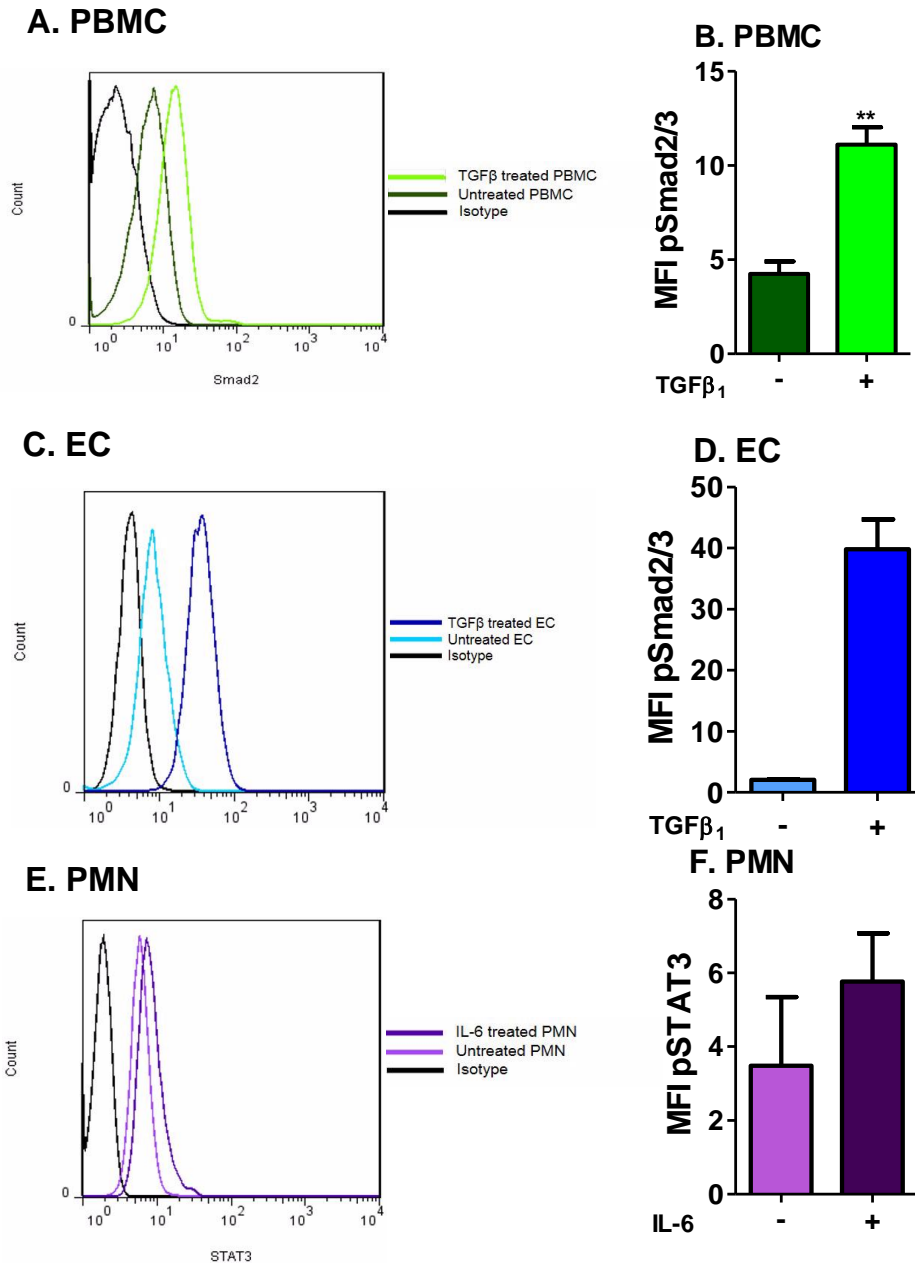 A. PBMC
Count
0
10^0 10^1 10^2 10^3 10^4
Smad2
TGFβ treated PBMC
Untreated PBMC
Isotype
B. PBMC
MFI pSmad2/3
15
10
5
0
**
TGFβ₁ - +
C. EC
Count
0
10^0 10^1 10^2 10^3 10^4
TGFβ treated EC
Untreated EC
Isotype
D. EC
MFI pSmad2/3
50
40
30
20
10
0
TGFβ₁ - +
E. PMN
Count
0
10^0 10^1 10^2 10^3 10^4
STAT3
IL-6 treated PMN
Untreated PMN
Isotype
F. PMN
MFI pSTAT3
8
6
4
2
0
IL-6 - +